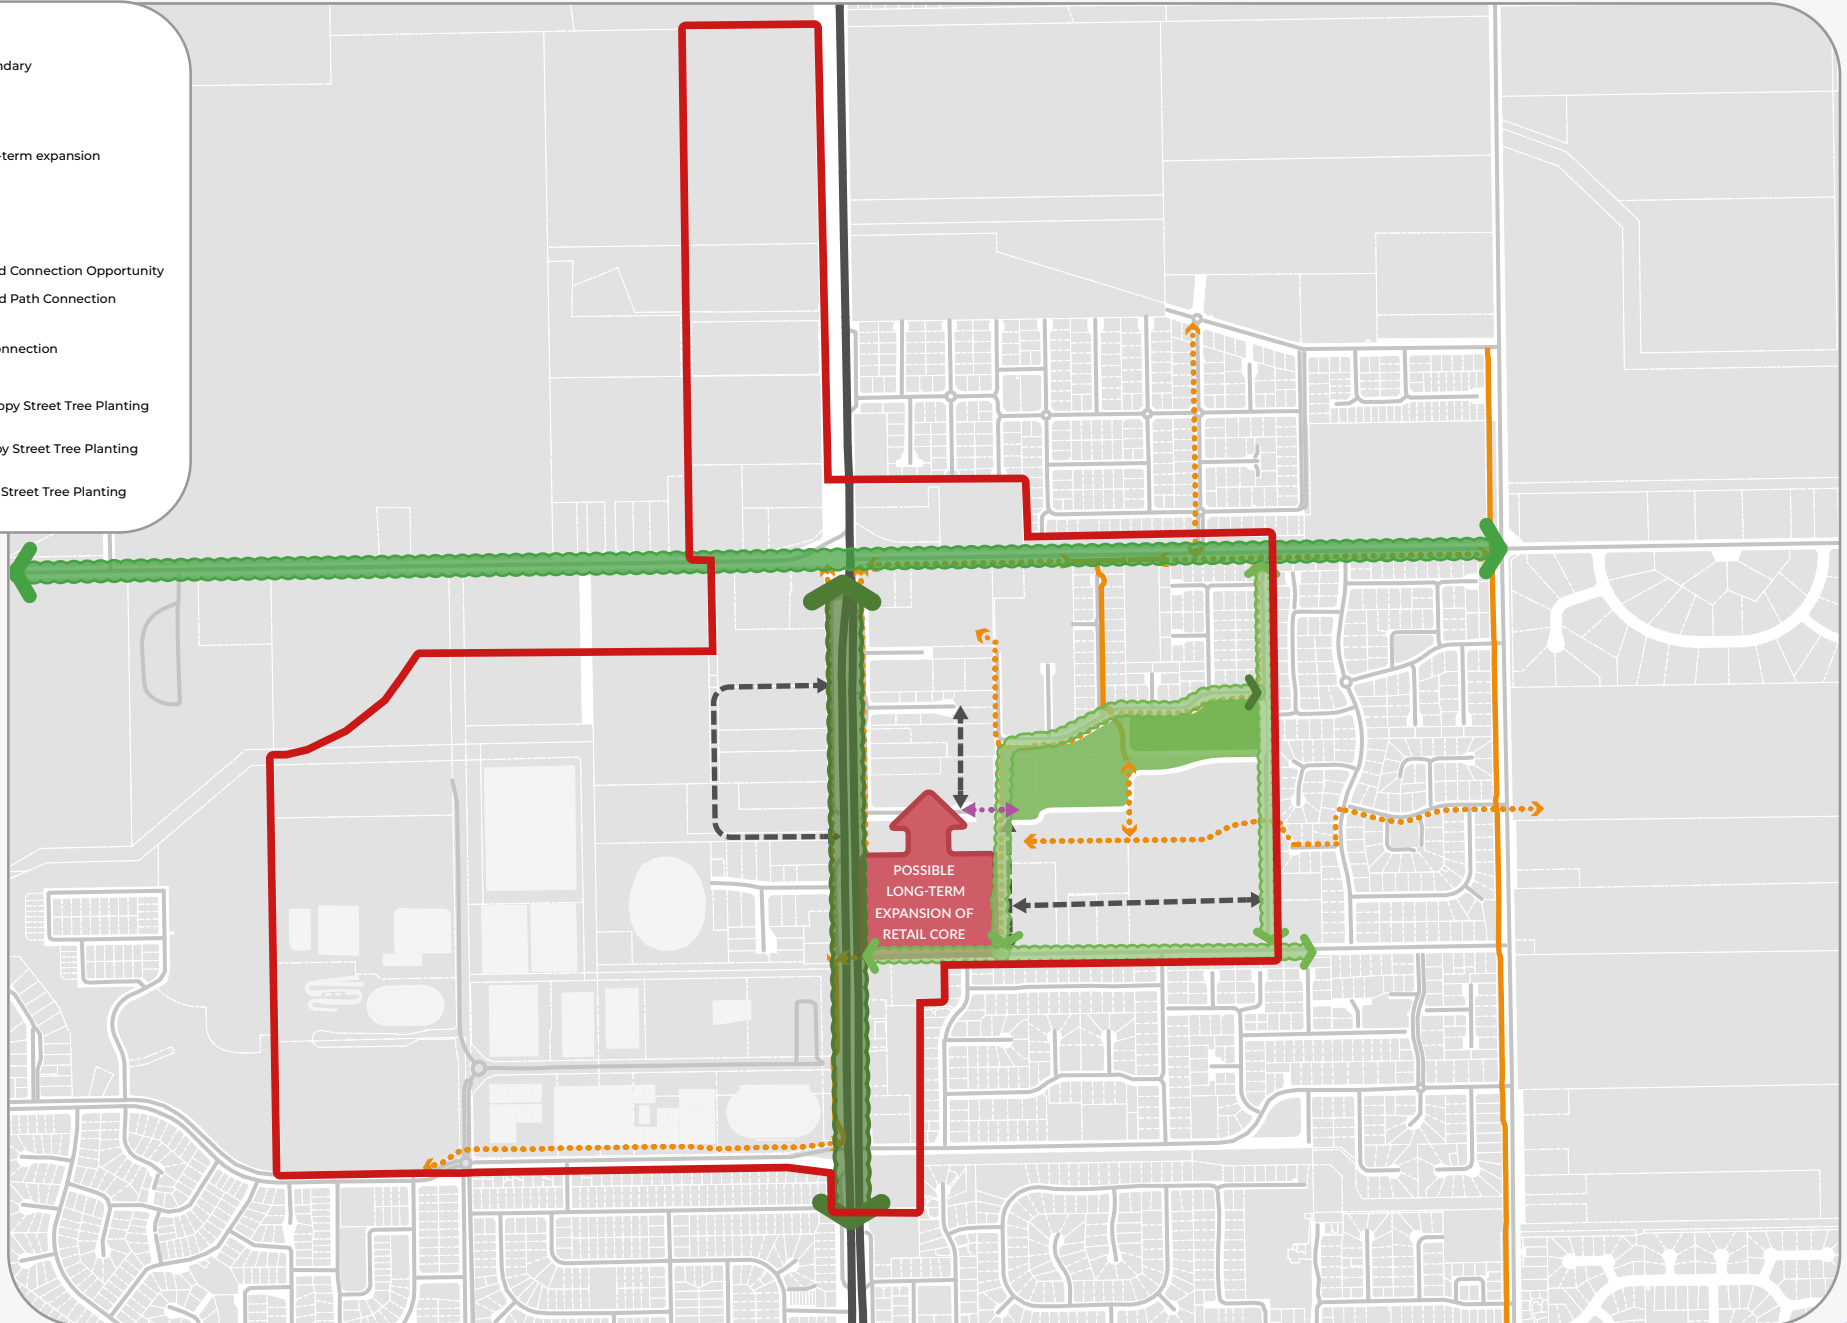 ndary
-term expansion
d Connection Opportunity
d Path Connection
nnection
opy Street Tree Planting
y Street Tree Planting
Street Tree Planting
POSSIBLE
LONG-TERM
EXPANSION OF
RETAIL CORE